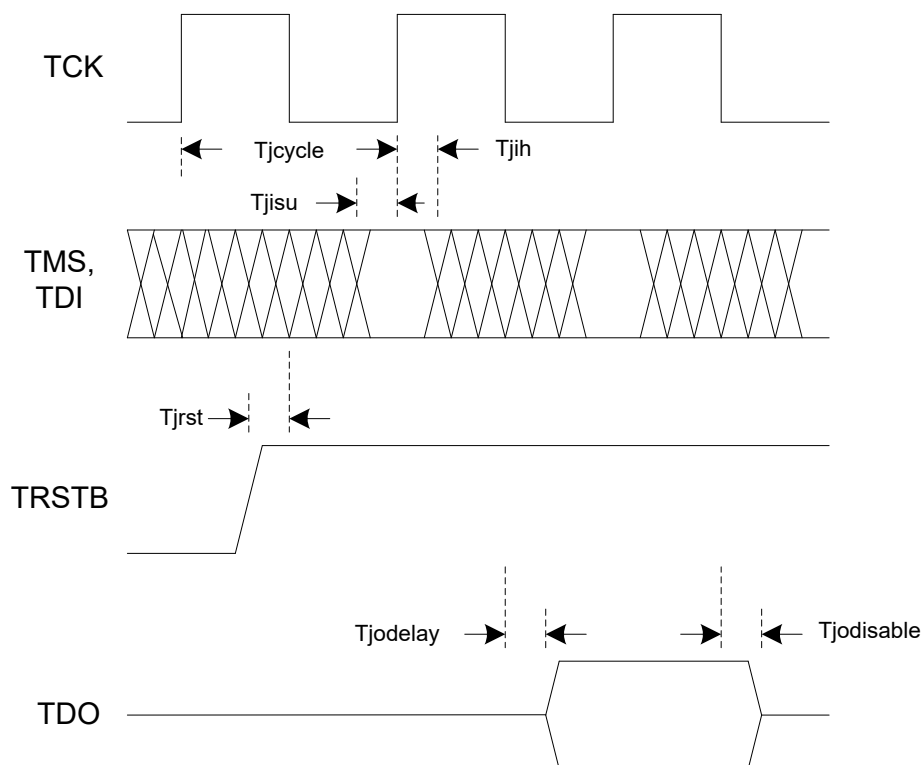 TCK
Tjcycle
Tjih
Tjisu
TMS,
TDI
Tjrst
TRSTB
Tjodelay
Tjodisable
TDO